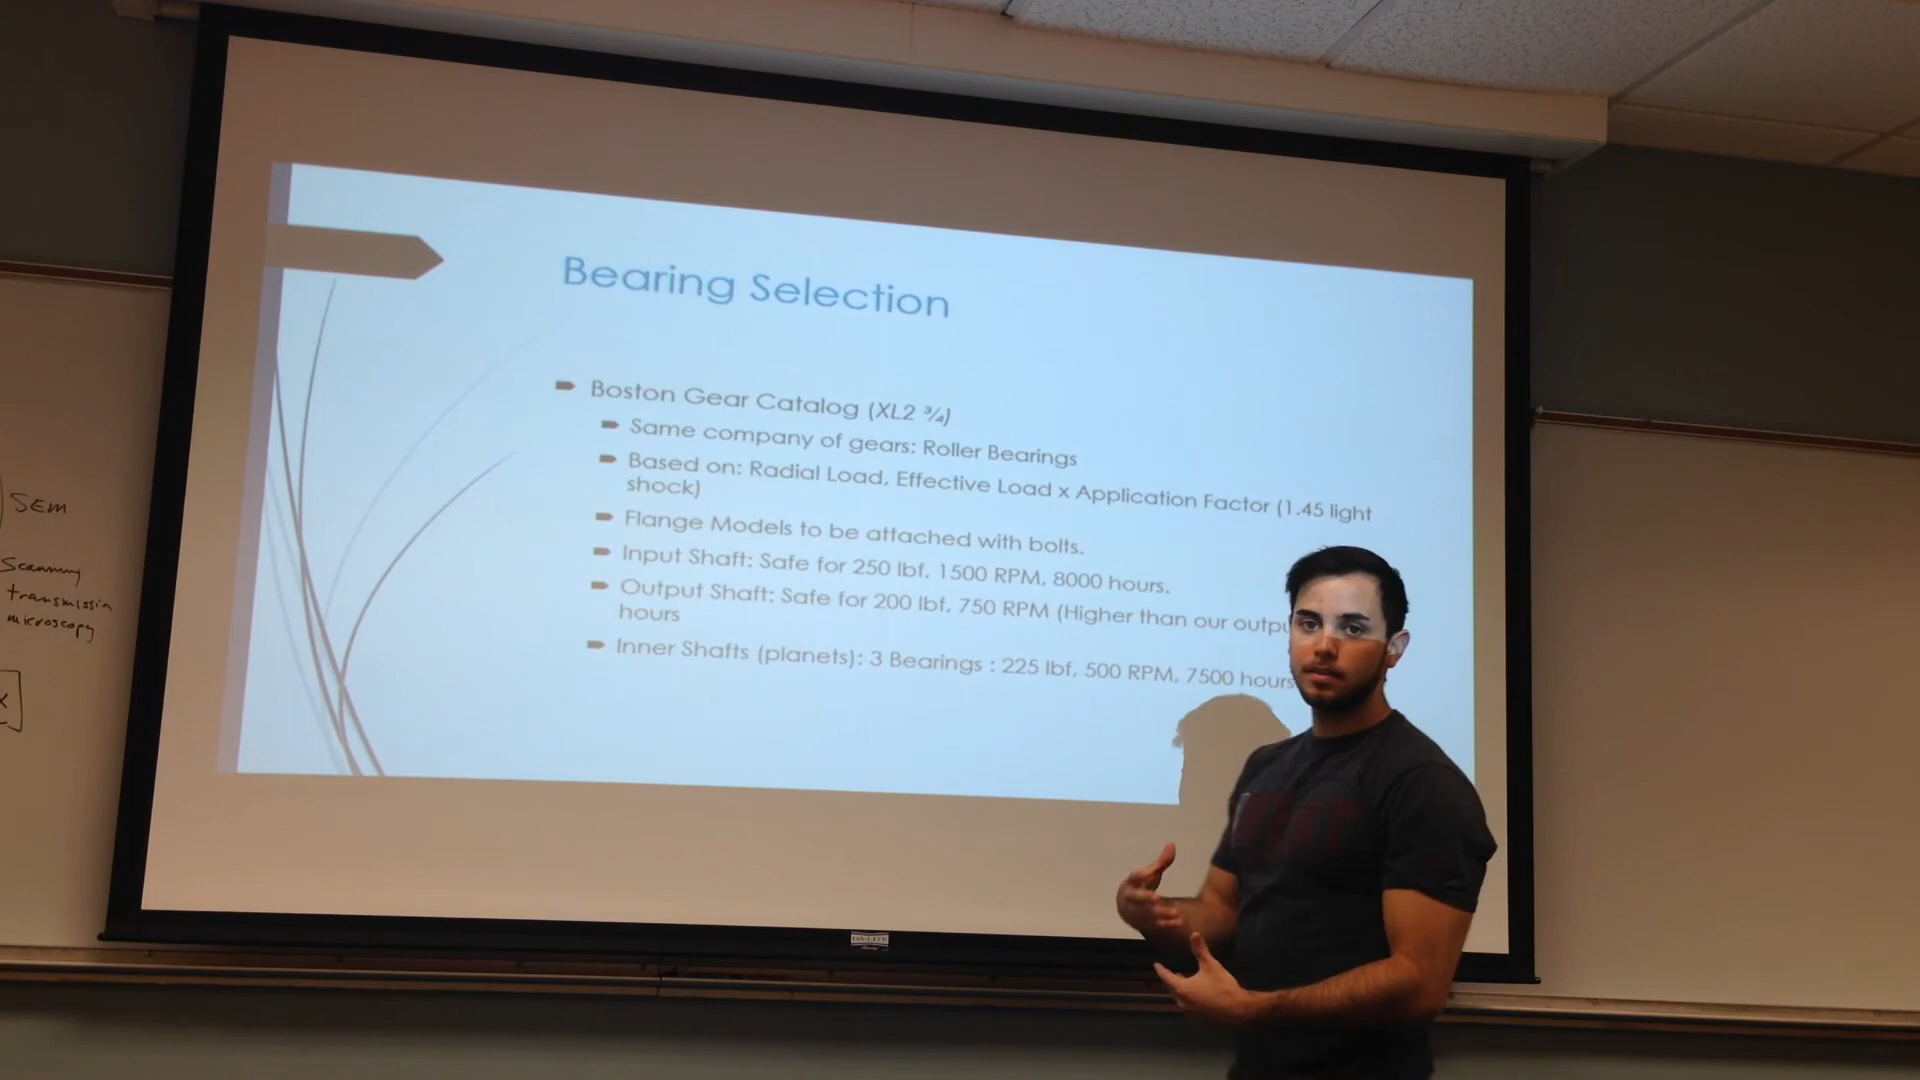 Bearing Selection
Boston Gear Catalog (XL2 ¾)
Same company of gears: Roller Bearings
Based on: Radial Load, Effective Load x Application Factor (1.45 light
shock)
Flange Models to be attached with bolts.
Input Shaft: Safe for 250 lbf, 1500 RPM, 8000 hours.
Output Shaft: Safe for 200 lbf, 750 RPM (Higher than our outpu
hours
Inner Shafts (planets): 3 Bearings : 225 lbf, 500 RPM, 7500 hours
SEM
Scanning
transmission
microscopy
DA-LITE